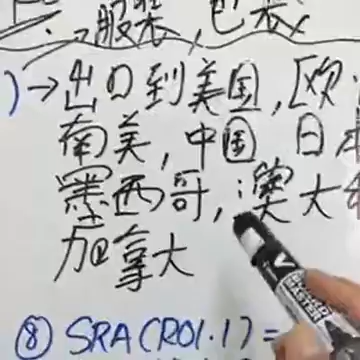 服装,包装
)→出口到美国,[欧
南美,中国 日本
墨西哥,澳大
加拿大
⑧ SRA(R01.1)=